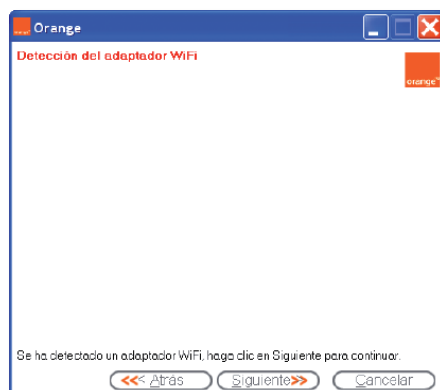 Orange
Detección del adaptador WiFi
orange™
Se ha detectado un adaptador WiFi, haga clic en Siguiente para continuar.
<<< Atrás Siguiente>> Cancelar